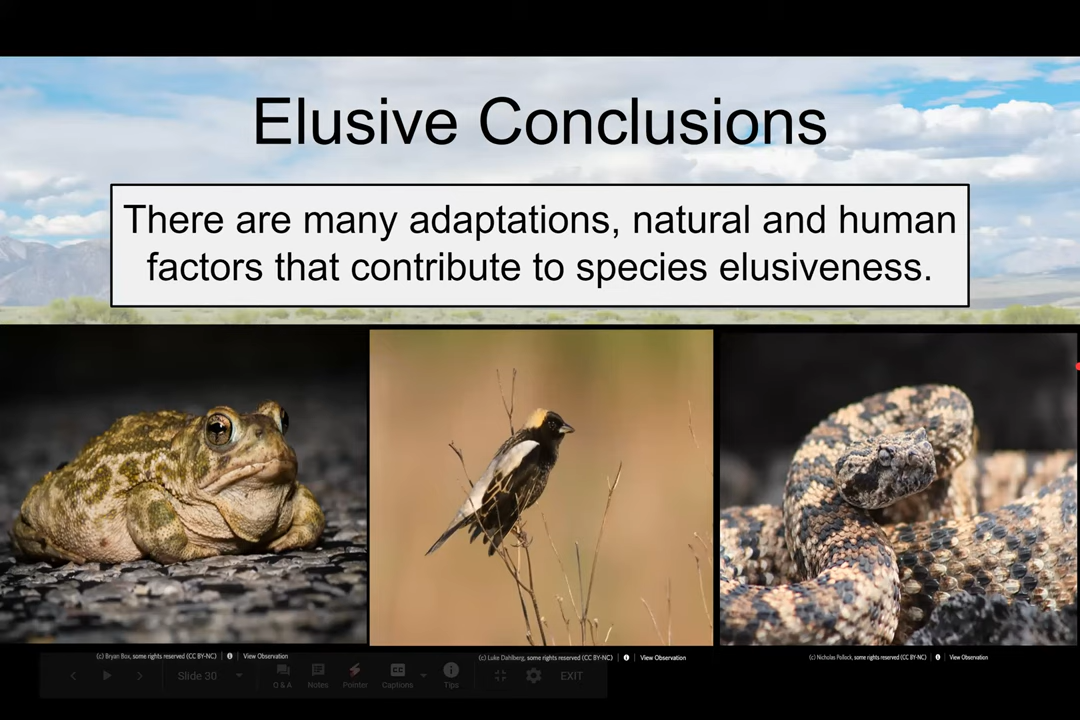 Elusive Conclusions
There are many adaptations, natural and human
factors that contribute to species elusiveness.
(c) Bryan Box, some rights reserved (CC BY-NC) | View Observation
(c) Luke Dahlberg, some rights reserved (CC BY-NC) | View Observation
(c) Nicholas Pollock, some rights reserved (CC BY-NC) | View Observation
Slide 30
Q & A
Notes
Pointer
CC
Captions
Tips
EXIT